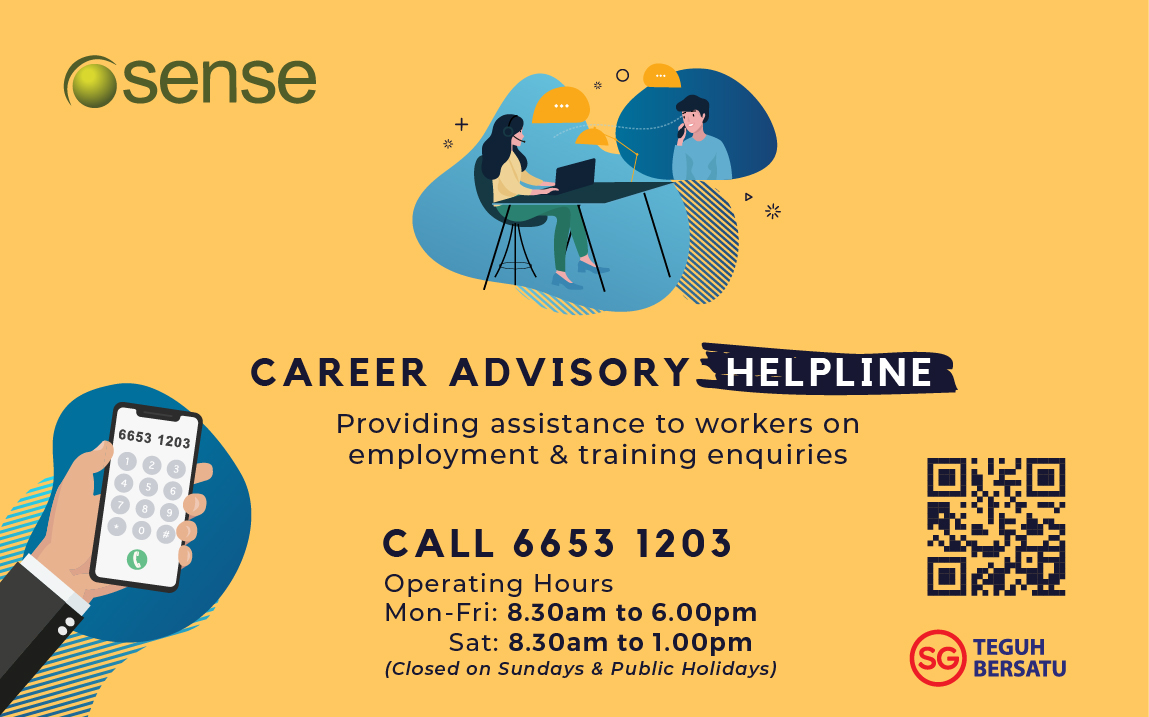 sense
CAREER ADVISORY HELPLINE
Providing assistance to workers on
employment & training enquiries
6653 1203
1 2 3
4 5 6
7 8 9
* 0 #
CALL 6653 1203
Operating Hours
Mon-Fri: 8.30am to 6.00pm
Sat: 8.30am to 1.00pm
(Closed on Sundays & Public Holidays)
SG TEGUH
BERSATU